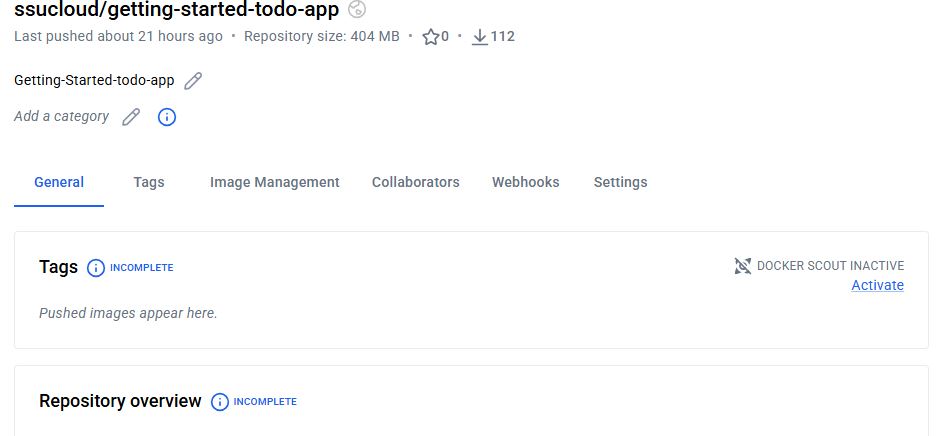 ssucloud/getting-started-todo-app
Last pushed about 21 hours ago • Repository size: 404 MB • 0 • 112
Getting-Started-todo-app
Add a category
General Tags Image Management Collaborators Webhooks Settings
Tags INCOMPLETE
DOCKER SCOUT INACTIVE
Activate
Pushed images appear here.
Repository overview INCOMPLETE